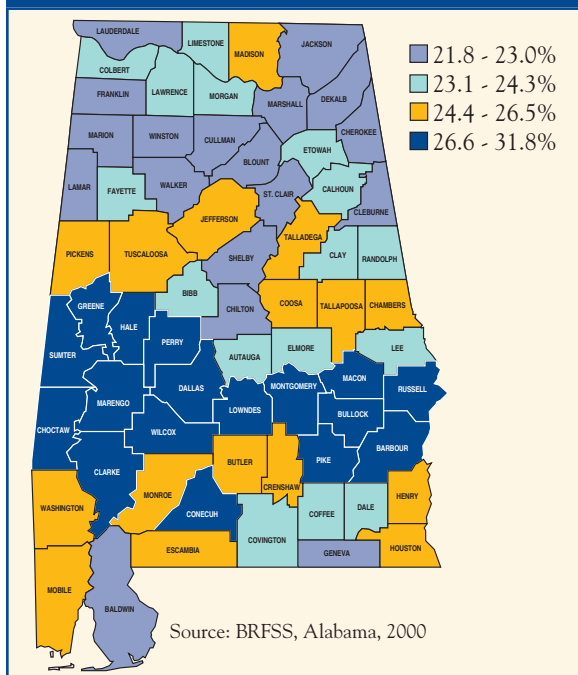 LAUDERDALE
LIMESTONE
MADISON
JACKSON
COLBERT
LAWRENCE
FRANKLIN
MORGAN
MARSHALL
DEKALB
CHEROKEE
MARION
WINSTON
CULLMAN
BLOUNT
ETOWAH
LAMAR
FAYETTE
WALKER
ST. CLAIR
CALHOUN
CLEBURNE
JEFFERSON
PICKENS
TUSCALOOSA
SHELBY
TALLADEGA
CLAY
RANDOLPH
BIBB
CHILTON
COOSA
TALLAPOOSA
CHAMBERS
GREENE
HALE
PERRY
SUMTER
AUTAUGA
ELMORE
LEE
MARENGO
DALLAS
LOWNDES
MONTGOMERY
MACON
RUSSELL
BULLOCK
CHOCTAW
WILCOX
CLARKE
BUTLER
CRENSHAW
PIKE
BARBOUR
WASHINGTON
MONROE
CONECUH
COVINGTON
COFFEE
DALE
HENRY
ESCAMBIA
GENEVA
HOUSTON
MOBILE
BALDWIN
21.8 - 23.0%
23.1 - 24.3%
24.4 - 26.5%
26.6 - 31.8%
Source: BRFSS, Alabama, 2000